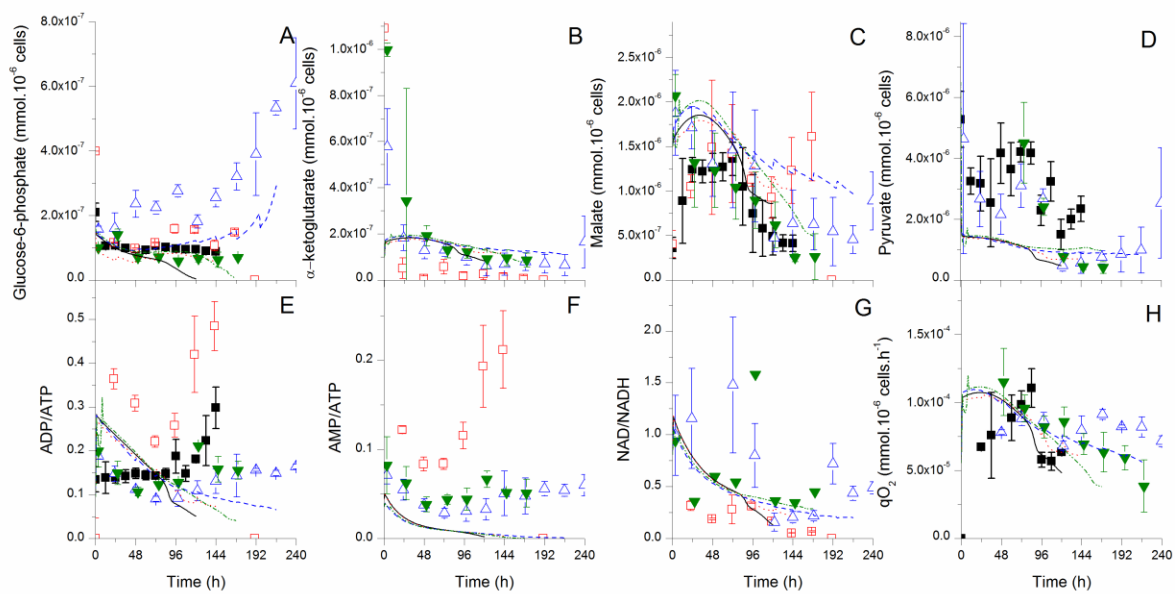 A
Glucose-6-phosphate (mmol.10⁻⁶ cells)
8.0x10⁻⁷
6.0x10⁻⁷
4.0x10⁻⁷
2.0x10⁻⁷
0.0
B
α-ketoglutarate (mmol.10⁻⁶ cells)
1.0x10⁻⁶
8.0x10⁻⁷
6.0x10⁻⁷
4.0x10⁻⁷
2.0x10⁻⁷
0.0
C
Malate (mmol.10⁻⁶ cells)
2.5x10⁻⁶
2.0x10⁻⁶
1.5x10⁻⁶
1.0x10⁻⁶
5.0x10⁻⁷
0.0
D
Pyruvate (mmol.10⁻⁶ cells)
8.0x10⁻⁶
6.0x10⁻⁶
4.0x10⁻⁶
2.0x10⁻⁶
0.0
E
ADP/ATP
0.5
0.4
0.3
0.2
0.1
0.0
0 48 96 144 192 240
Time (h)
F
AMP/ATP
0.2
0.1
0.0
0 48 96 144 192 240
Time (h)
G
NAD/NADH
2.0
1.5
1.0
0.5
0.0
0 48 96 144 192 240
Time (h)
H
qO₂ (mmol.10⁻⁶ cells.h⁻¹)
1.5x10⁻⁴
1.0x10⁻⁴
5.0x10⁻⁵
0.0
0 48 96 144 192 240
Time (h)